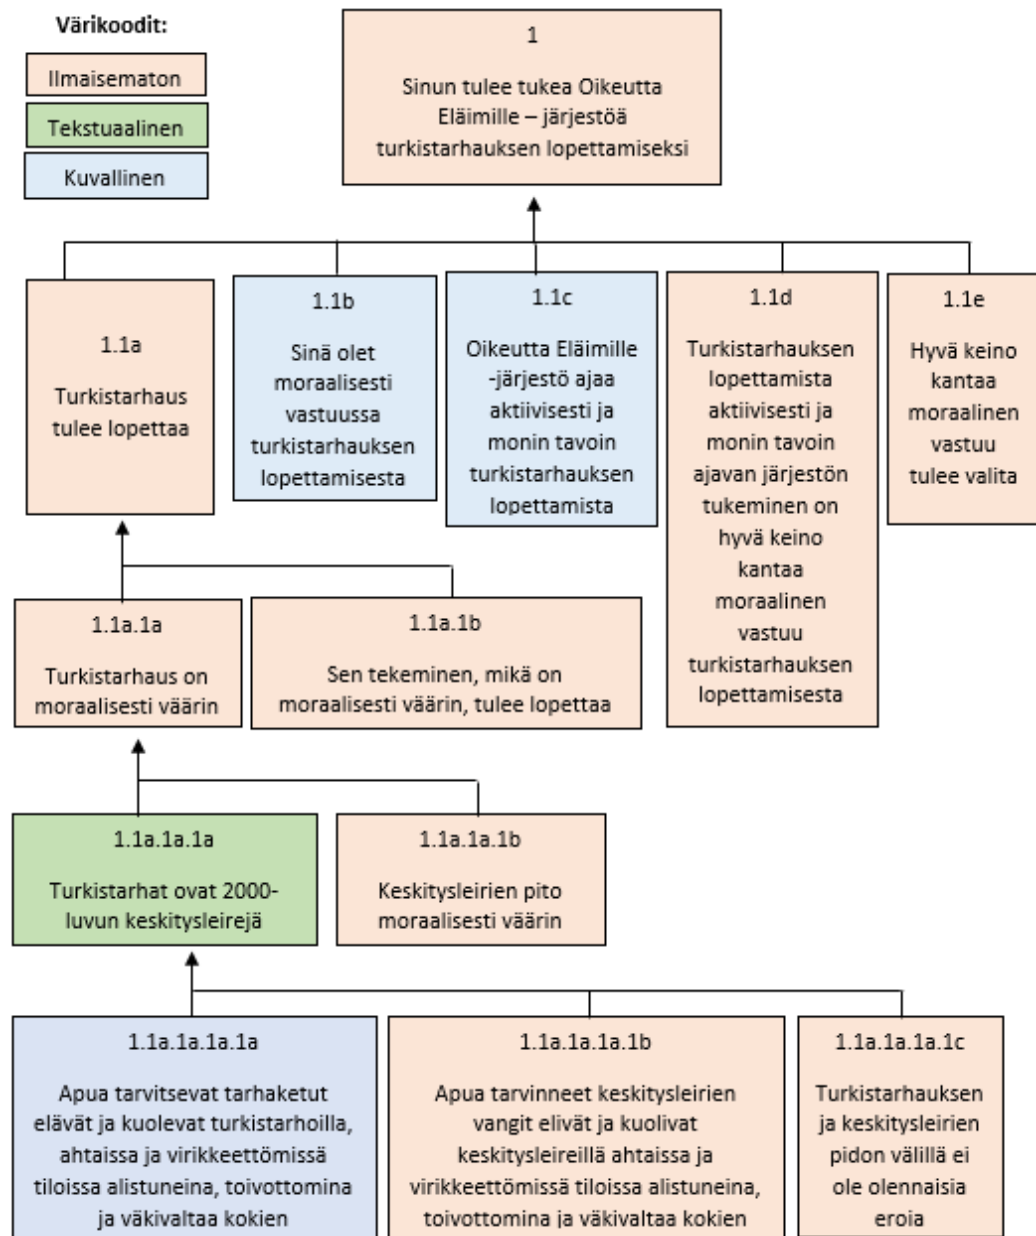 Värikoodit:
Ilmaisematon
Tekstuaalinen
Kuvallinen
1
Sinun tulee tukea Oikeutta
Eläimille – järjestöä
turkistarhauksen lopettamiseksi
1.1a
Turkistarhaus
tulee lopettaa
1.1b
Sinä olet
moraalisesti
vastuussa
turkistarhauksen
lopettamisesta
1.1c
Oikeutta Eläimille
-järjestö ajaa
aktiivisesti ja
monin tavoin
turkistarhauksen
lopettamista
1.1d
Turkistarhauksen
lopettamista
aktiivisesti ja
monin tavoin
ajavan järjestön
tukeminen on
hyvä keino
kantaa
moraalinen
vastuu
turkistarhauksen
lopettamisesta
1.1e
Hyvä keino
kantaa
moraalinen
vastuu
tulee valita
1.1a.1a
Turkistarhaus on
moraalisesti väärin
1.1a.1b
Sen tekeminen, mikä on
moraalisesti väärin, tulee lopettaa
1.1a.1a.1a
Turkistarhat ovat 2000-
luvun keskitysleirejä
1.1a.1a.1b
Keskitysleirien pito
moraalisesti väärin
1.1a.1a.1a.1a
Apua tarvitsevat tarhaketut
elävät ja kuolevat turkistarhoilla,
ahtaissa ja virikkeettömissä
tiloissa alistuneina, toivottomina
ja väkivaltaa kokien
1.1a.1a.1a.1b
Apua tarvinneet keskitysleirien
vangit elivät ja kuolivat
keskitysleireillä ahtaissa ja
virikkeettömissä tiloissa alistuneina,
toivottomina ja väkivaltaa kokien
1.1a.1a.1a.1c
Turkistarhauksen
ja keskitysleirien
pidon välillä ei
ole olennaisia
eroja